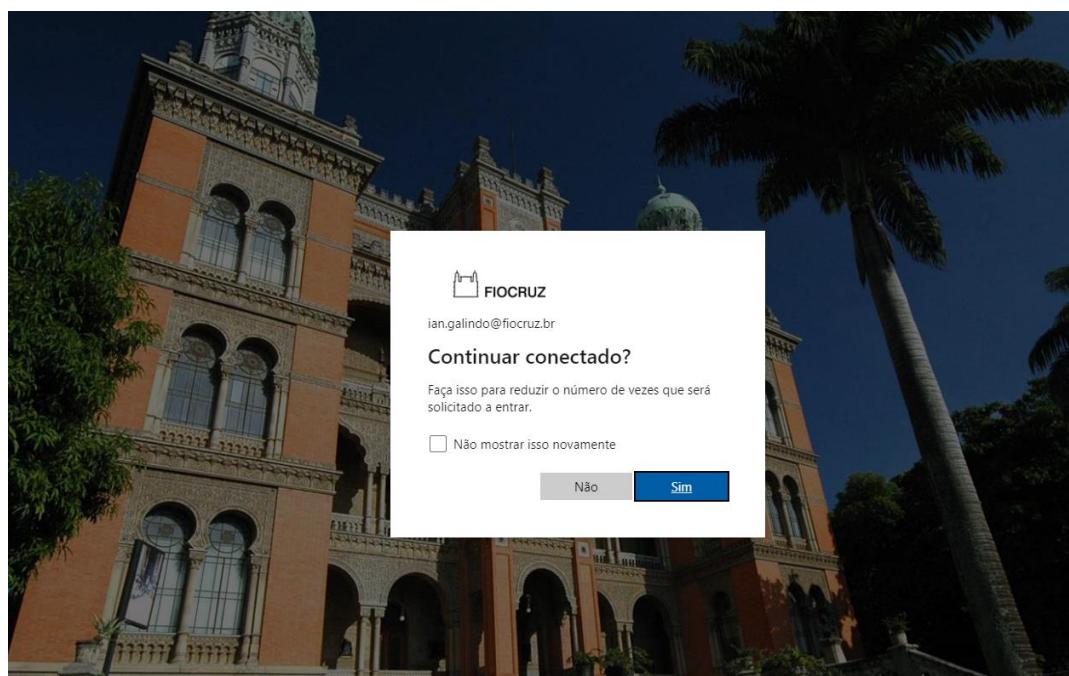 FIOCRUZ
ian.galindo@fiocruz.br
Continuar conectado?
Faça isso para reduzir o número de vezes que será
solicitado a entrar.
Não mostrar isso novamente
Não
Sim